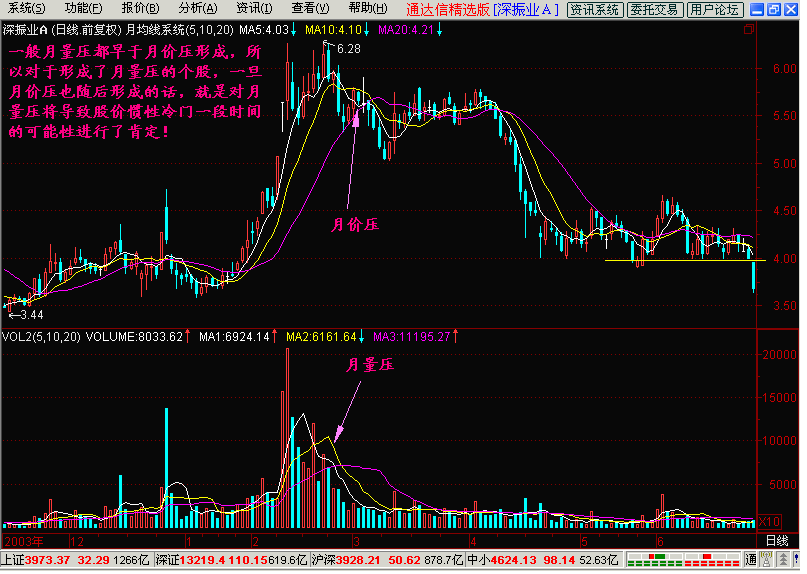 系统(S) 功能(F) 报价(B) 分析(A) 资讯(I) 查看(V) 帮助(H) 通达信精选版 [深振业A] 资讯系统 委托交易 用户论坛
深振业A (日线.前复权) 月均线系统(5,10,20) MA5:4.03↓ MA10:4.10↓ MA20:4.21↓
一般月量压都早于月价压形成，所
以对于形成了月量压的个股，一旦
月价压也随后形成的话，就是对月
量压将导致股价惯性冷门一段时间
的可能性进行了肯定！
←6.28
6.00
5.50
5.00
月价压
4.50
4.00
3.50
←3.44
VOL2(5,10,20) VOLUME:8033.62↑ MA1:6924.14↑ MA2:6161.64↓ MA3:11195.27↑
月量压
20000
15000
10000
5000
X10
2003年 12 1 2 3 4 5 6 日线
上证3973.37 32.29 1266亿 深证13219.4 110.15 619.6亿 沪深3928.21 50.62 878.7亿 中小4624.13 98.14 52.63亿 通